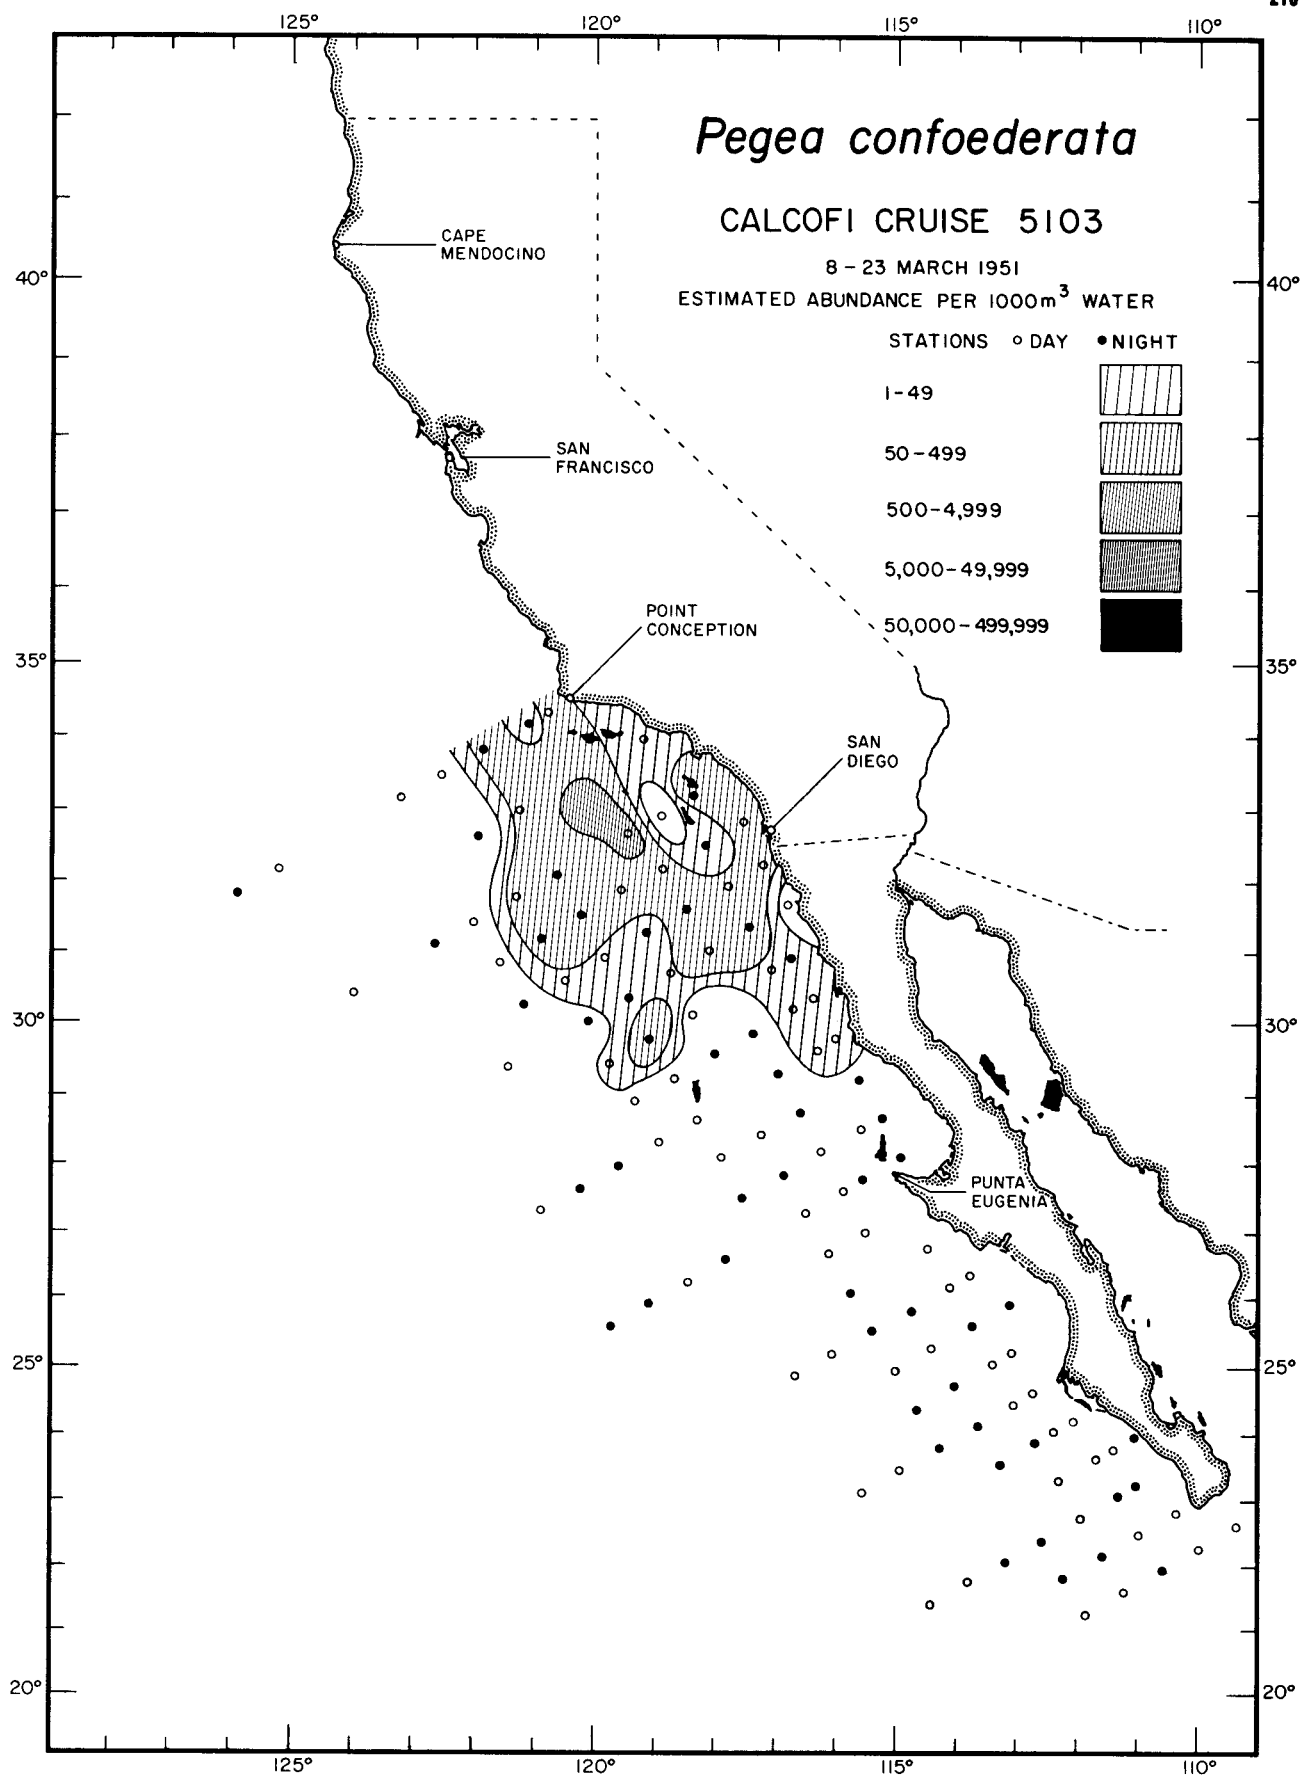 125° 120° 115° 110°
Pegea confoederata
CALCOFI CRUISE 5103
8-23 MARCH 1951
ESTIMATED ABUNDANCE PER 1000m³ WATER
STATIONS ○ DAY ● NIGHT
1-49
50-499
500-4,999
5,000-49,999
50,000-499,999
CAPE
MENDOCINO
40° 40°
SAN
FRANCISCO
POINT
CONCEPTION
35° 35°
SAN
DIEGO
30° 30°
PUNTA
EUGENIA
25° 25°
20° 20°
125° 120° 115° 110°